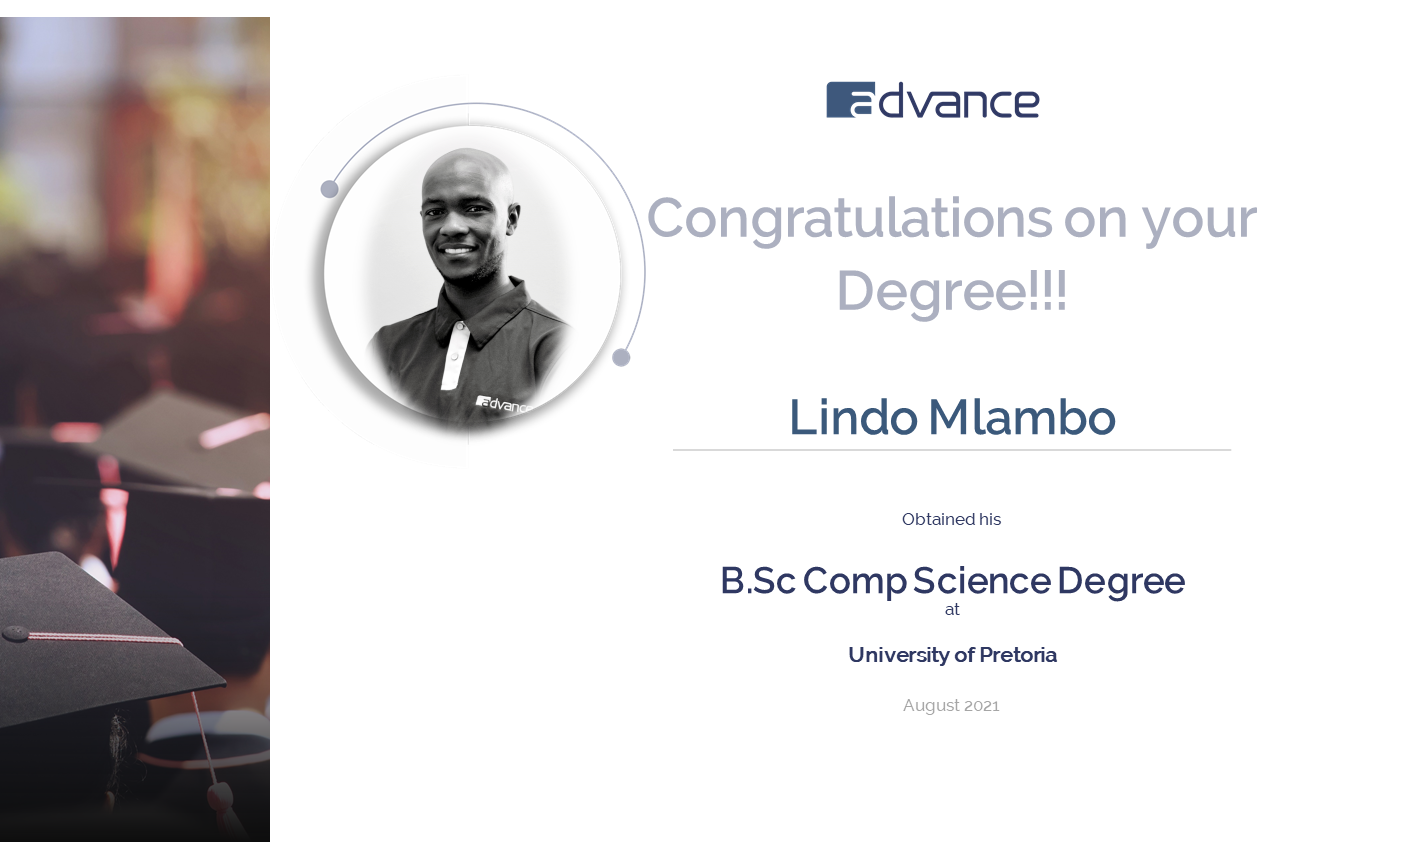 advance
Congratulations on your
Degree!!!
Lindo Mlambo
Obtained his
B.Sc Comp Science Degree
at
University of Pretoria
August 2021
advance